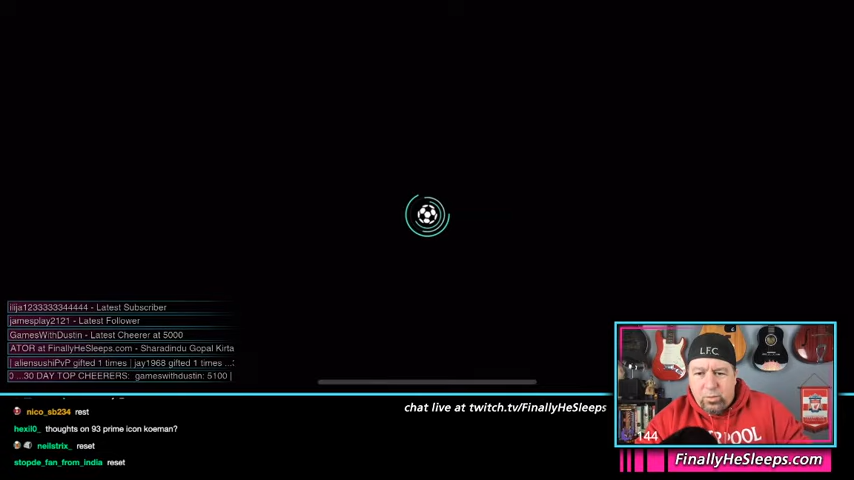 ilija1233333344444 - Latest Subscriber
jamesplay2121 - Latest Follower
GamesWithDustin - Latest Cheerer at 5000
ATOR at FinallyHeSleeps.com - Sharadindu Gopal Kirta
| aliensushiPvP gifted 1 times | jay1968 gifted 1 times ...
...30 DAY TOP CHEERERS: gameswithdustin: 5100 |
chat live at twitch.tv/FinallyHeSleeps
nico_sb234 rest
hexil0_ thoughts on 93 prime icon koeman?
neilstrix_ reset
stopde_fan_from_india reset
L.F.C.
144
POOL
FinallyHeSleeps.com